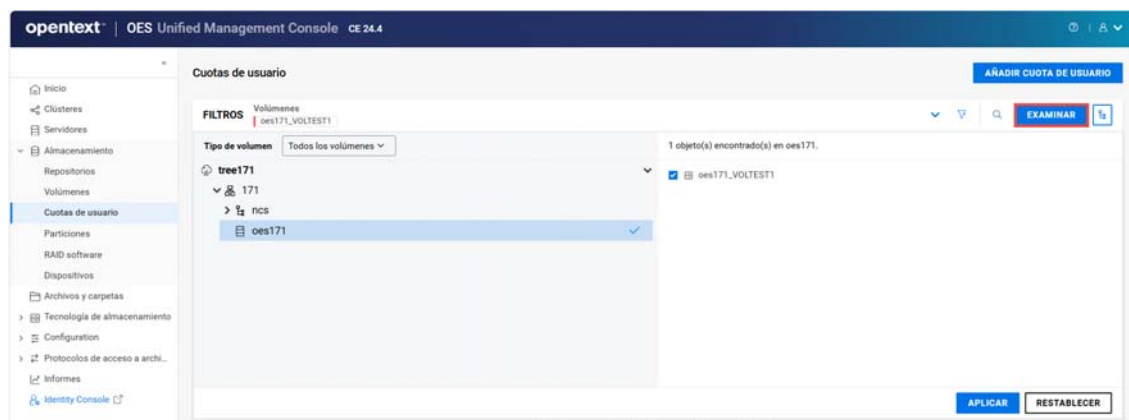 opentext™ | OES Unified Management Console CE 24.4
Inicio
Clústeres
Servidores
Almacenamiento
Repositorios
Volúmenes
Cuotas de usuario
Particiones
RAID software
Dispositivos
Archivos y carpetas
Tecnología de almacenamiento
Configuration
Protocolos de acceso a archi...
Informes
Identity Console
Cuotas de usuario
AÑADIR CUOTA DE USUARIO
FILTROS
Volúmenes
oes171_VOLTEST1
EXAMINAR
Tipo de volumen Todos los volúmenes
tree171
171
ncs
oes171
1 objeto(s) encontrado(s) en oes171.
oes171_VOLTEST1
APLICAR RESTABLECER